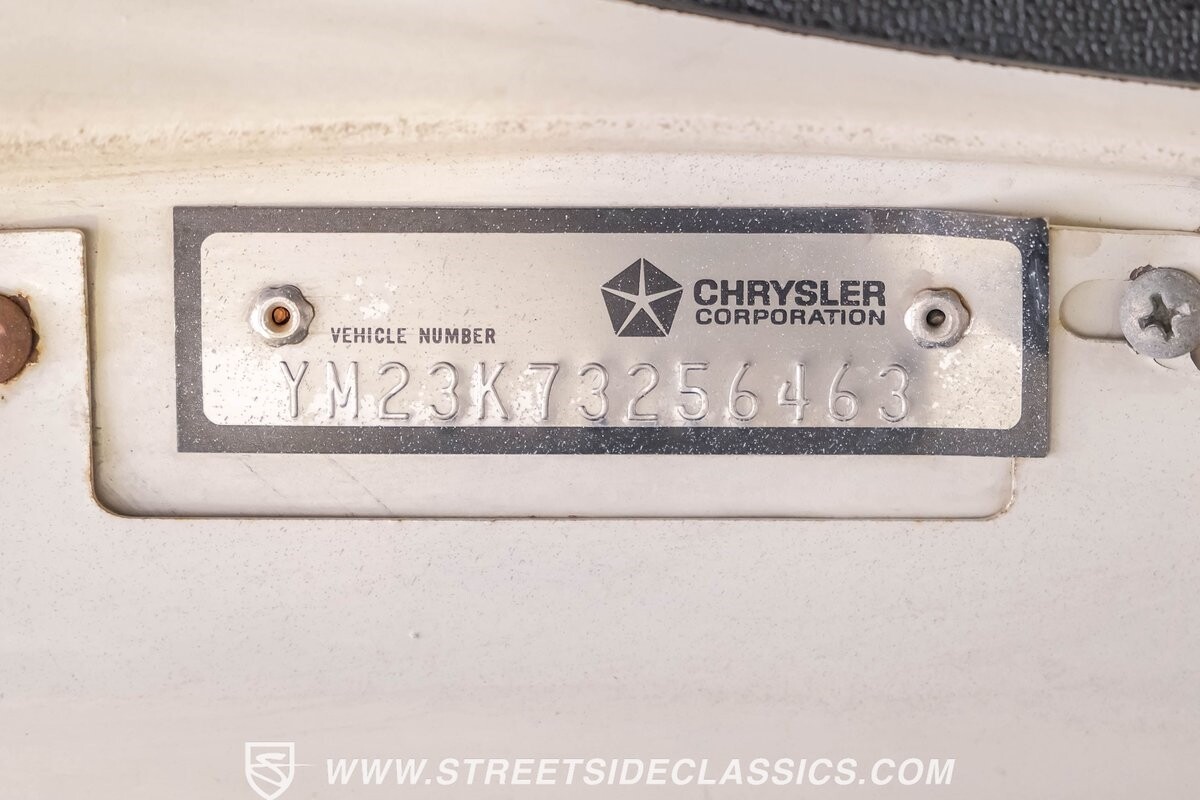 CHRYSLER
CORPORATION
VEHICLE NUMBER
YM23K73256463
WWW.STREETSIDECLASSICS.COM